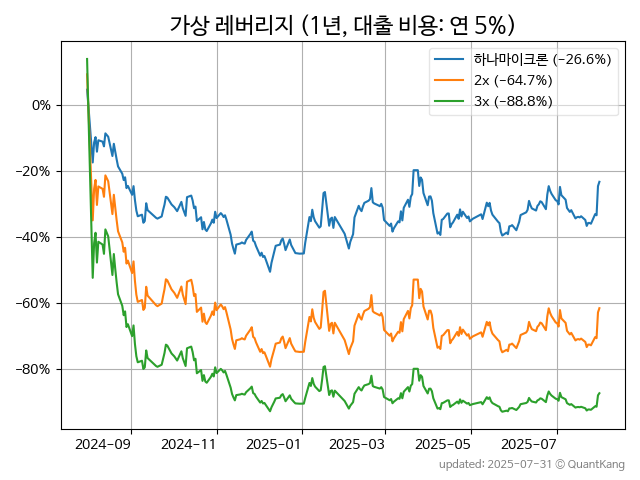 가상 레버리지 (1년, 대출 비용: 연 5%)
하나마이크론 (−26.6%)
2x (−64.7%)
3x (−88.8%)
0%
−20%
−40%
−60%
−80%
2024-09 2024-11 2025-01 2025-03 2025-05 2025-07
updated: 2025-07-31 © QuantKang